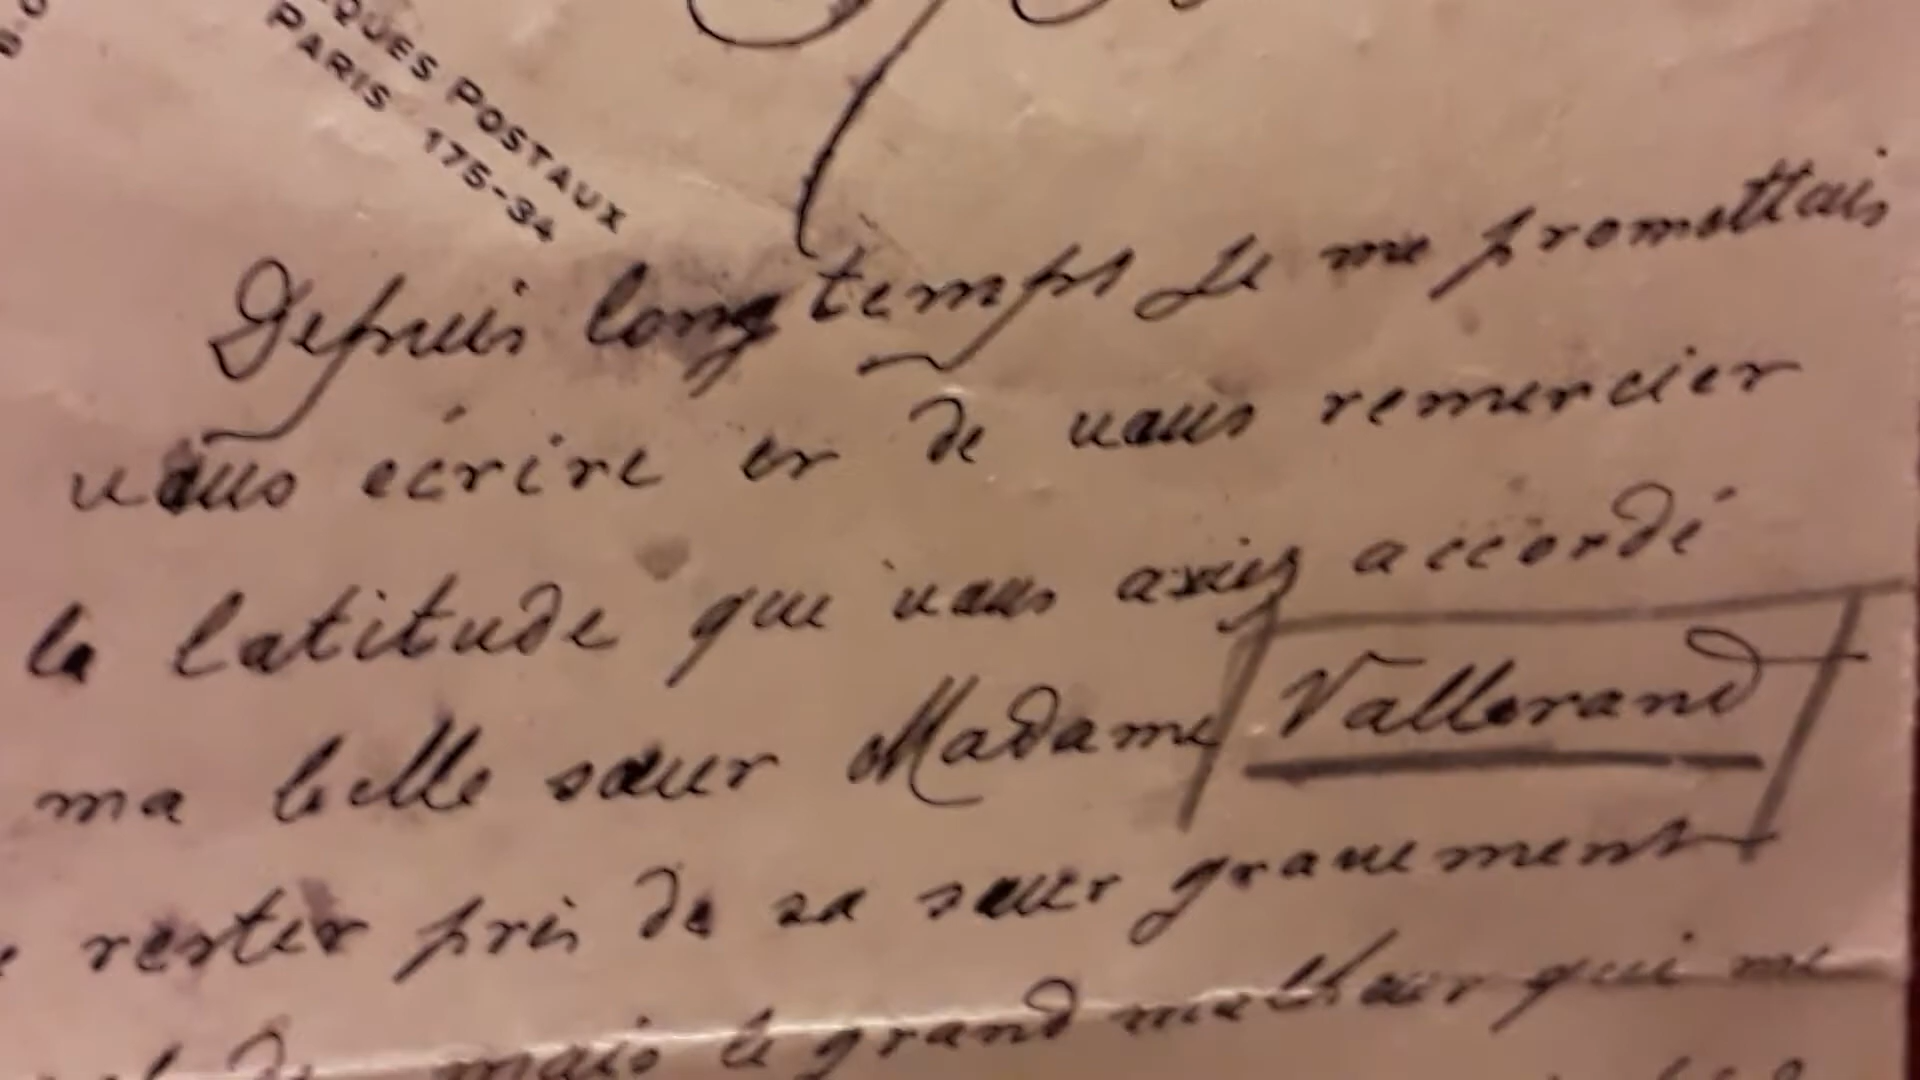 QUES POSTAUX
PARIS 175-34
Depuis longtemps je me promettais
vous écrire et de vous remercier
la latitude que vous aviez accordé
ma belle sœur Madame Vallerand
e rester près de sa sœur gravement
mais le grand malheur qui me